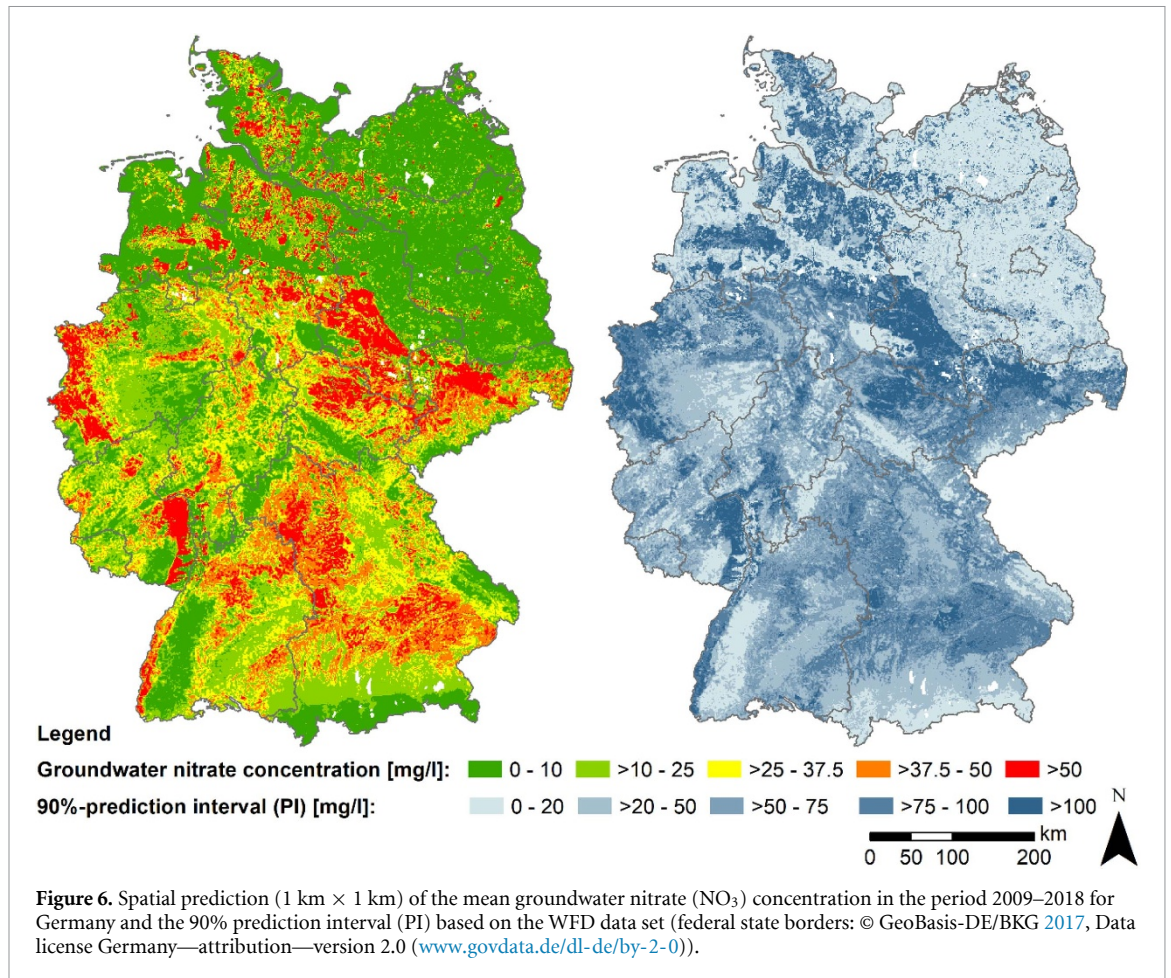 Legend
Groundwater nitrate concentration [mg/l]: 0 - 10 >10 - 25 >25 - 37.5 >37.5 - 50 >50
90%-prediction interval (PI) [mg/l]: 0 - 20 >20 - 50 >50 - 75 >75 - 100 >100
N
km
0 50 100 200
Figure 6. Spatial prediction (1 km × 1 km) of the mean groundwater nitrate (NO₃) concentration in the period 2009–2018 for
Germany and the 90% prediction interval (PI) based on the WFD data set (federal state borders: © GeoBasis-DE/BKG 2017, Data
license Germany—attribution—version 2.0 (www.govdata.de/dl-de/by-2-0)).